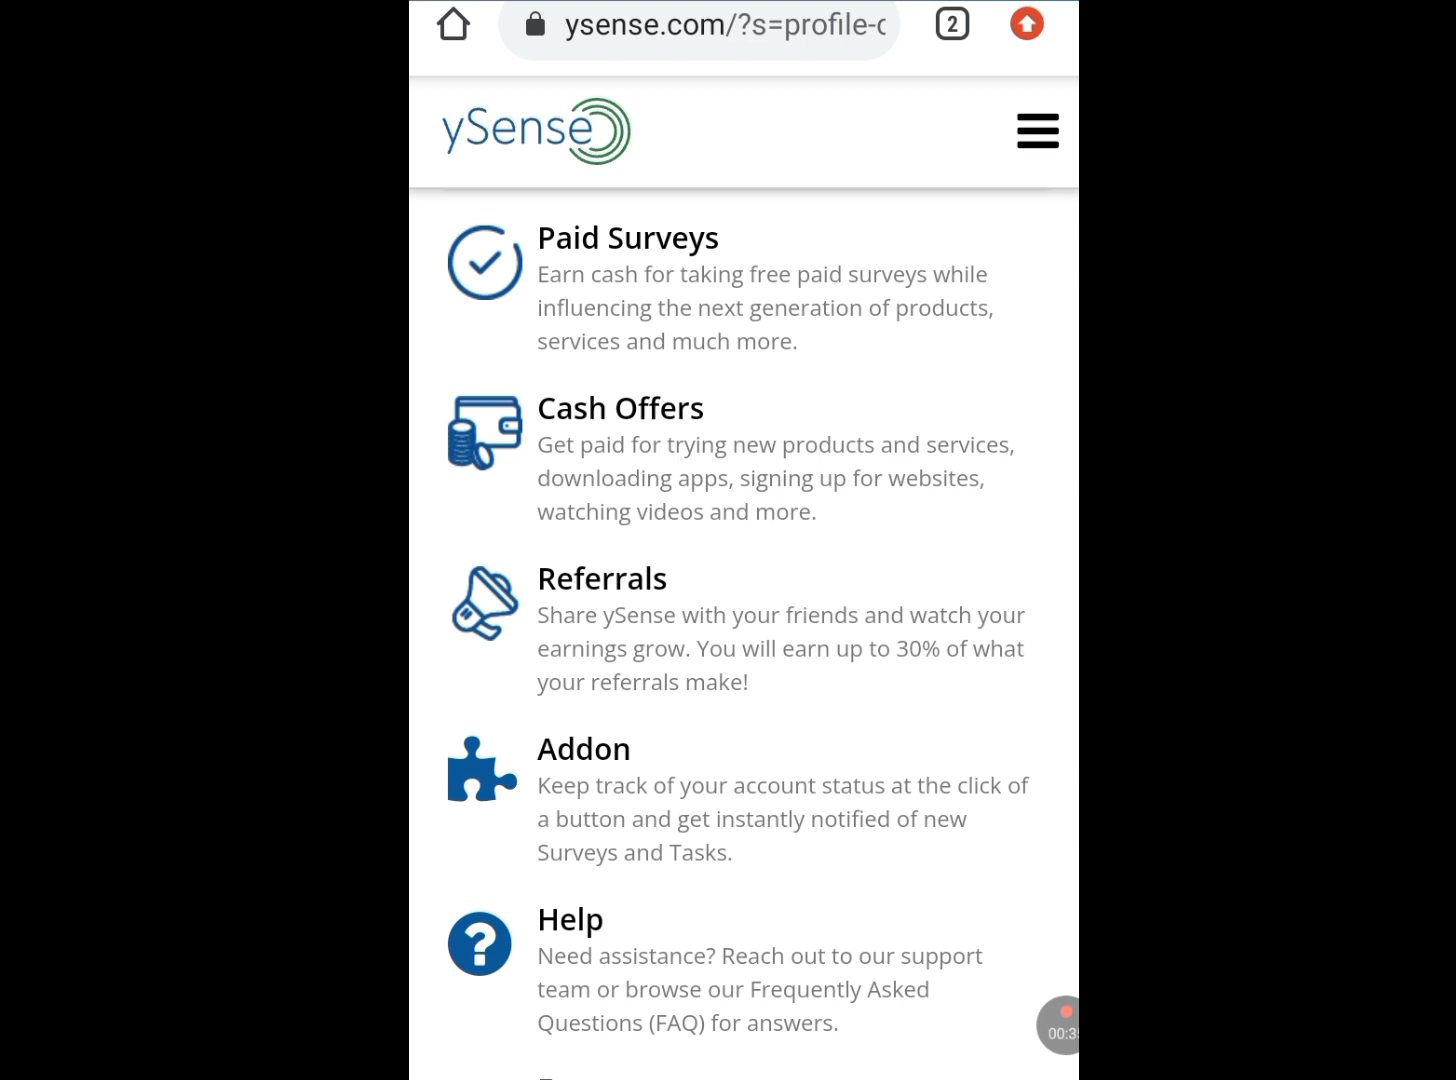 ysense.com/?s=profile-c
2
ySense
Paid Surveys
Earn cash for taking free paid surveys while
influencing the next generation of products,
services and much more.
Cash Offers
Get paid for trying new products and services,
downloading apps, signing up for websites,
watching videos and more.
Referrals
Share ySense with your friends and watch your
earnings grow. You will earn up to 30% of what
your referrals make!
Addon
Keep track of your account status at the click of
a button and get instantly notified of new
Surveys and Tasks.
?
Help
Need assistance? Reach out to our support
team or browse our Frequently Asked
Questions (FAQ) for answers.